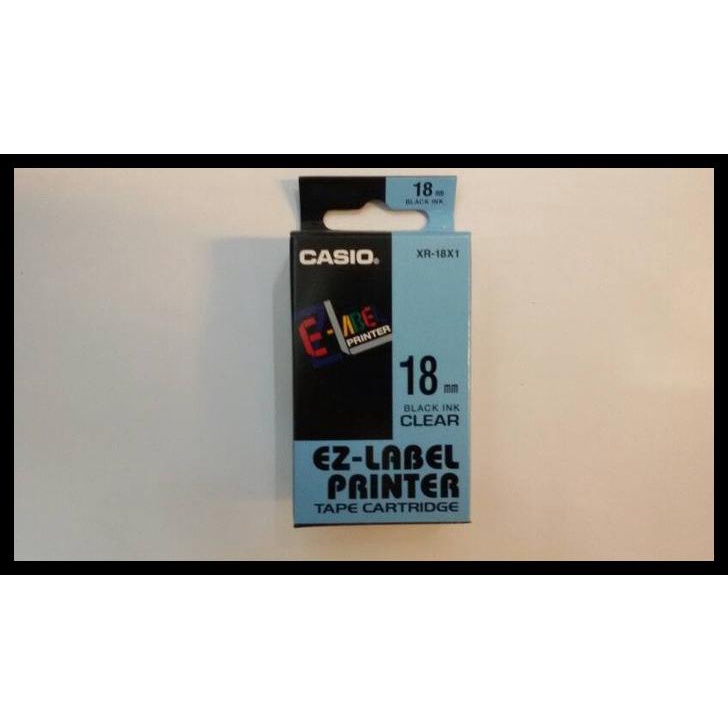 18 mm
BLACK INK
CASIO®
XR-18X1
EZ-LABEL
PRINTER
18 mm
BLACK INK
CLEAR
EZ-LABEL
PRINTER
TAPE CARTRIDGE